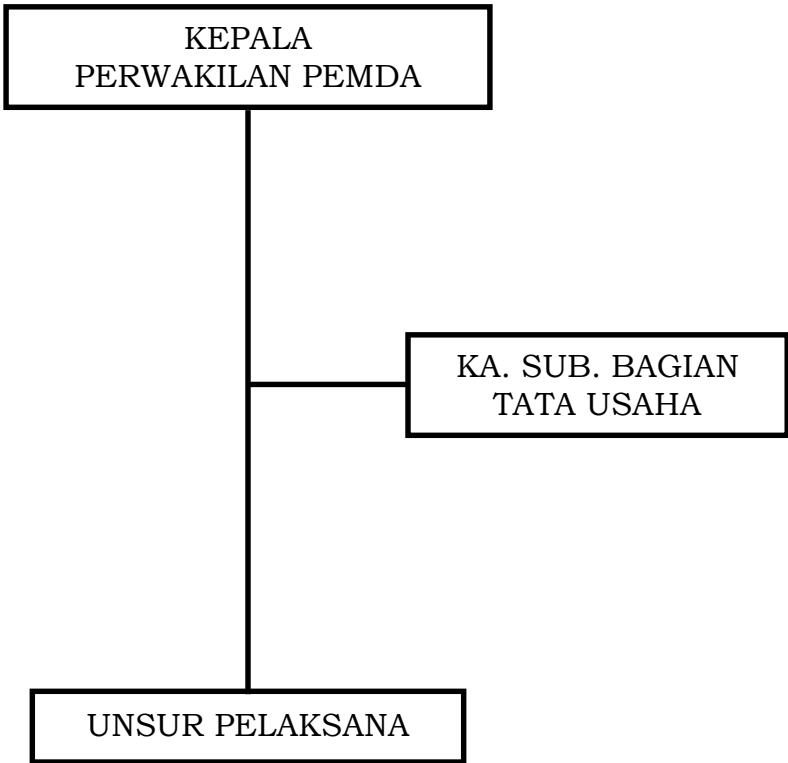 KEPALA
PERWAKILAN PEMDA
KA. SUB. BAGIAN
TATA USAHA
UNSUR PELAKSANA